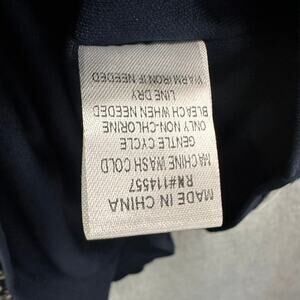 MADE IN CHINA
RN#114557
MACHINE WASH COLD
GENTLE CYCLE
ONLY NON-CHLORINE
BLEACH WHEN NEEDED
LINE DRY
WARM IRON IF NEEDED